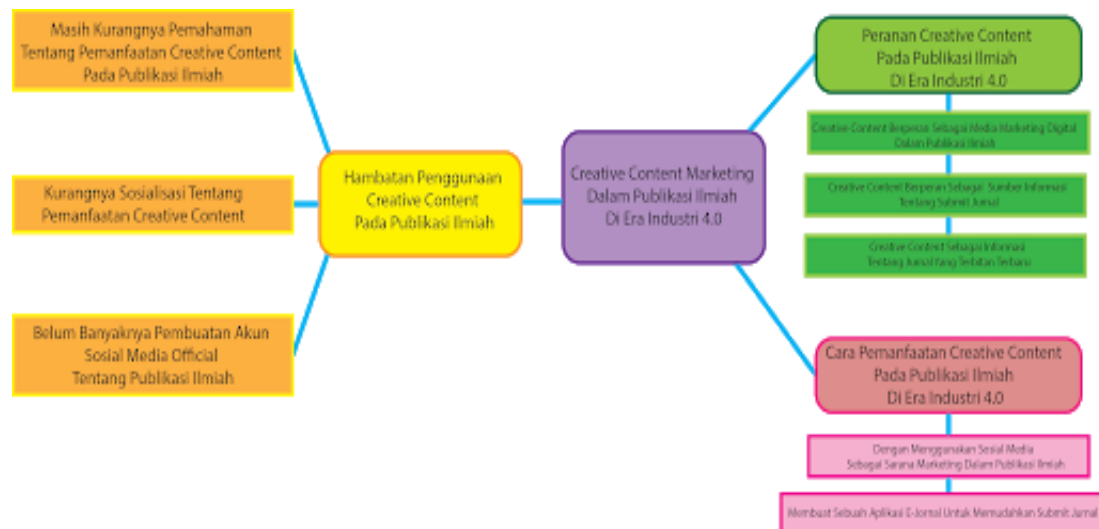 Masih Kurangnya Pemahaman
Tentang Pemanfaatan Creative Content
Pada Publikasi Ilmiah
Kurangnya Sosialisasi Tentang
Pemanfaatan Creative Content
Belum Banyaknya Pembuatan Akun
Sosial Media Official
Tentang Publikasi Ilmiah
Hambatan Penggunaan
Creative Content
Pada Publikasi Ilmiah
Creative Content Marketing
Dalam Publikasi Ilmiah
Di Era Industri 4.0
Peranan Creative Content
Pada Publikasi Ilmiah
Di Era Industri 4.0
Creative Content Berperan Sebagai Media Marketing Digital
Dalam Publikasi Ilmiah
Creative Content Berperan Sebagai Sumber Informasi
Tentang Submit Jurnal
Creative Content Sebagai Informasi
Tentang Jurnal Yang Terbitan Terbaru
Cara Pemanfaatan Creative Content
Pada Publikasi Ilmiah
Di Era Industri 4.0
Dengan Menggunakan Sosial Media
Sebagai Sarana Marketing Dalam Publikasi Ilmiah
Membuat Sebuah Aplikasi E-Jornal Untuk Memudahkan Submit Jurnal